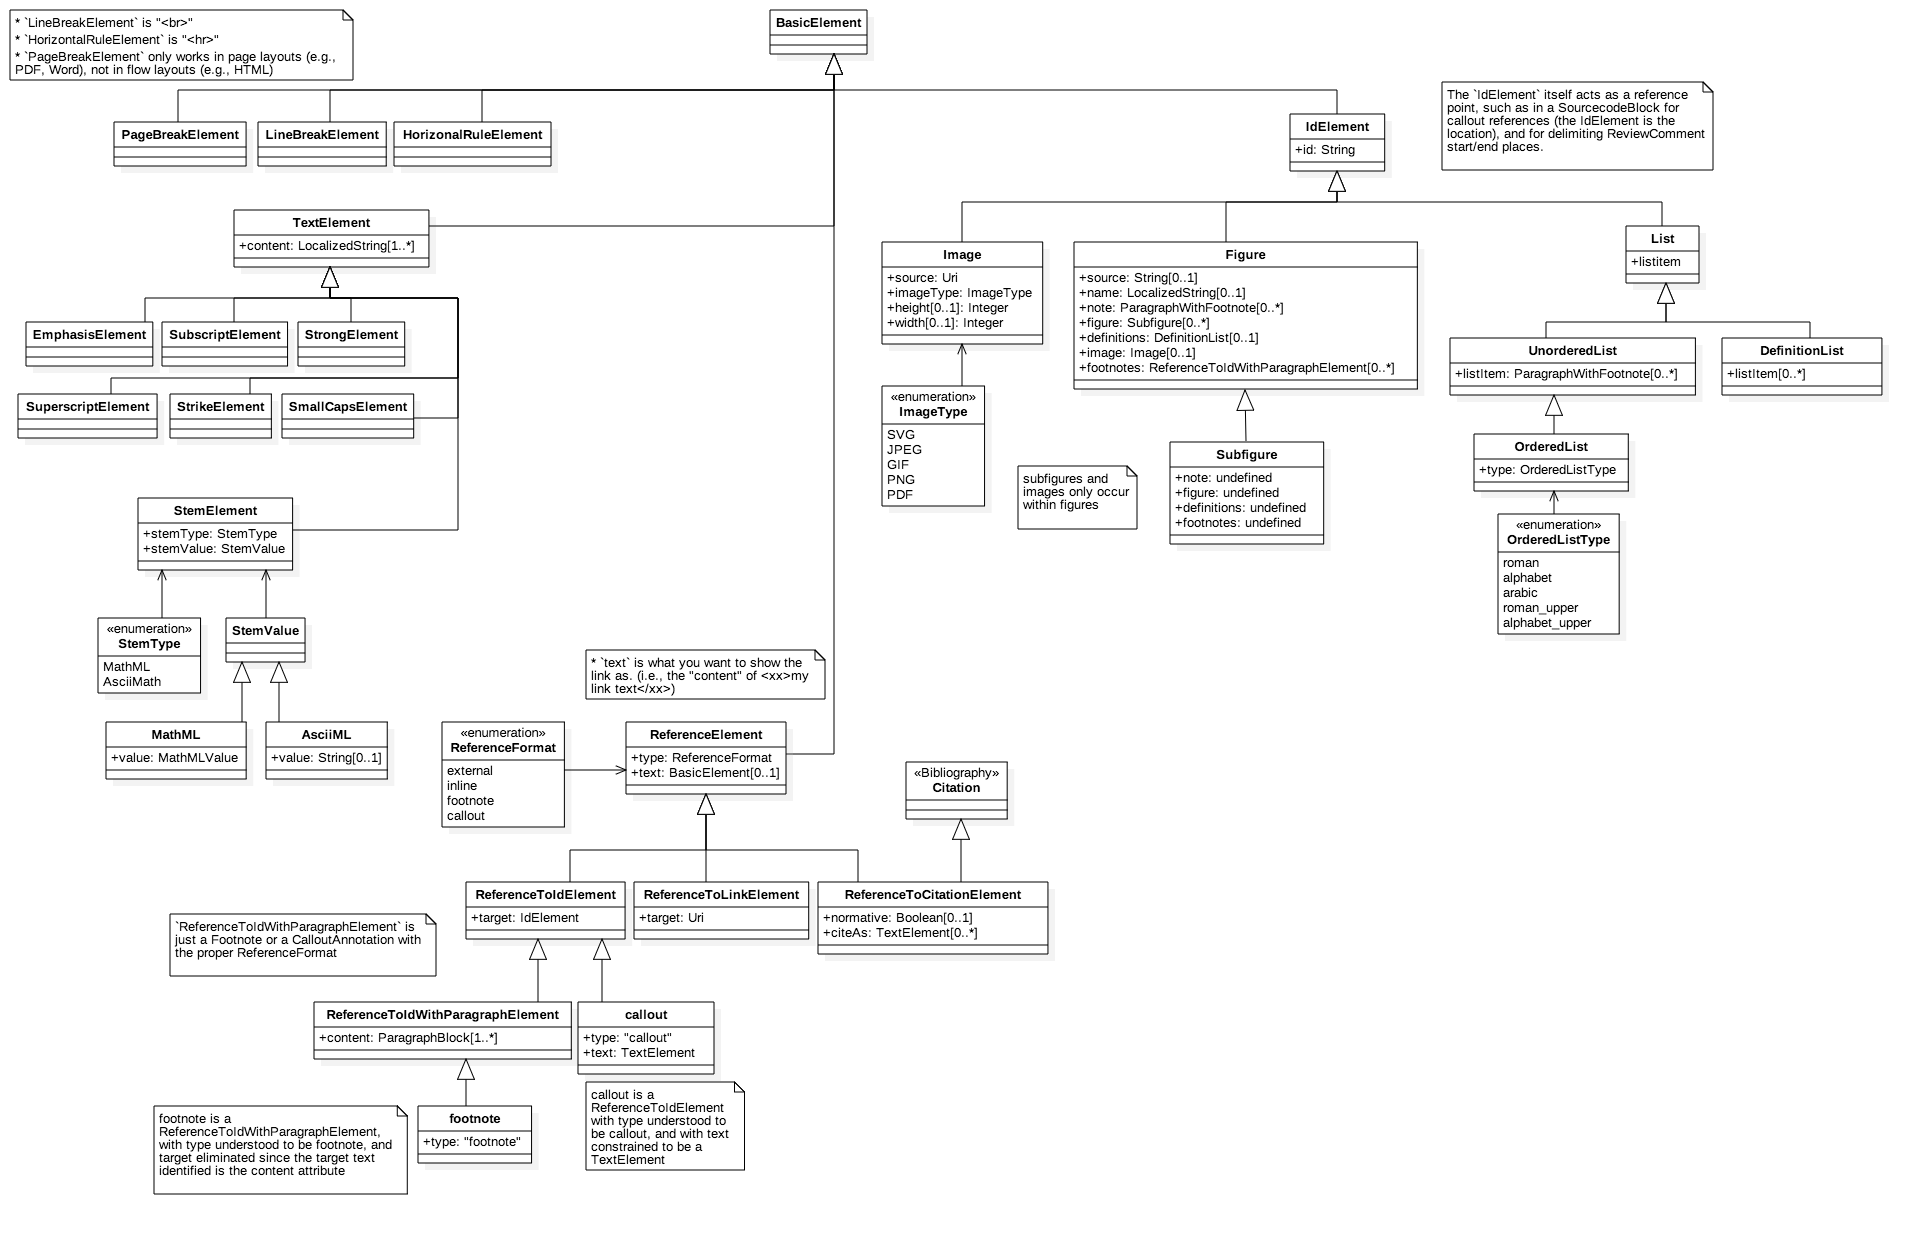 * `LineBreakElement` is "<br>"
* `HorizontalRuleElement` is "<hr>"
* `PageBreakElement` only works in page layouts (e.g.,
PDF, Word), not in flow layouts (e.g., HTML)
BasicElement
The `IdElement` itself acts as a reference
point, such as in a SourcecodeBlock for
callout references (the IdElement is the
location), and for delimiting ReviewComment
start/end places.
PageBreakElement
LineBreakElement
HorizonalRuleElement
IdElement
+id: String
TextElement
+content: LocalizedString[1..*]
Image
+source: Uri
+imageType: ImageType
+height[0..1]: Integer
+width[0..1]: Integer
Figure
+source: String[0..1]
+name: LocalizedString[0..1]
+note: ParagraphWithFootnote[0..*]
+figure: Subfigure[0..*]
+definitions: DefinitionList[0..1]
+image: Image[0..1]
+footnotes: ReferenceToIdWithParagraphElement[0..*]
List
+listitem
EmphasisElement
SubscriptElement
StrongElement
UnorderedList
+listItem: ParagraphWithFootnote[0..*]
DefinitionList
+listItem[0..*]
SuperscriptElement
StrikeElement
SmallCapsElement
«enumeration»
ImageType
SVG
JPEG
GIF
PNG
PDF
subfigures and
images only occur
within figures
Subfigure
+note: undefined
+figure: undefined
+definitions: undefined
+footnotes: undefined
OrderedList
+type: OrderedListType
«enumeration»
OrderedListType
roman
alphabet
arabic
roman_upper
alphabet_upper
StemElement
+stemType: StemType
+stemValue: StemValue
«enumeration»
StemType
MathML
AsciiMath
StemValue
MathML
+value: MathMLValue
AsciiML
+value: String[0..1]
* `text` is what you want to show the
link as. (i.e., the "content" of <xx>my
link text</xx>)
«enumeration»
ReferenceFormat
external
inline
footnote
callout
ReferenceElement
+type: ReferenceFormat
+text: BasicElement[0..1]
«Bibliography»
Citation
ReferenceToIdElement
+target: IdElement
ReferenceToLinkElement
+target: Uri
ReferenceToCitationElement
+normative: Boolean[0..1]
+citeAs: TextElement[0..*]
`ReferenceToIdWithParagraphElement` is
just a Footnote or a CalloutAnnotation with
the proper ReferenceFormat
ReferenceToIdWithParagraphElement
+content: ParagraphBlock[1..*]
callout
+type: "callout"
+text: TextElement
footnote is a
ReferenceToIdWithParagraphElement,
with type understood to be footnote, and
target eliminated since the target text
identified is the content attribute
footnote
+type: "footnote"
callout is a
ReferenceToIdElement
with type understood to
be callout, and with text
constrained to be a
TextElement